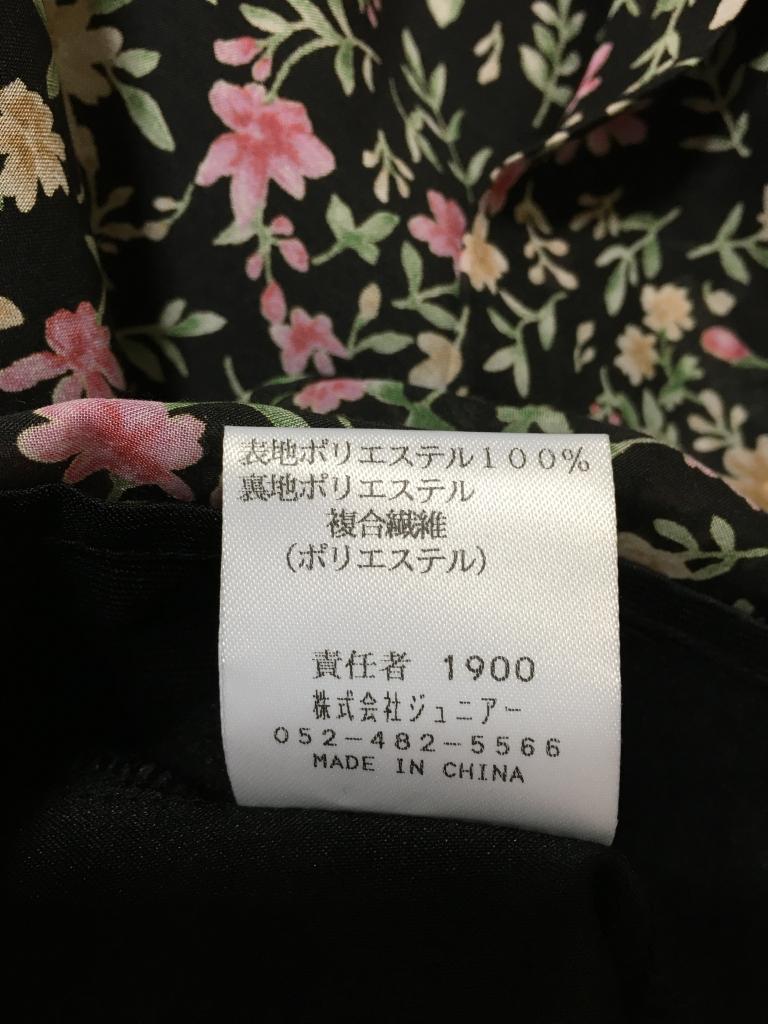 表地ポリエステル１００％
裏地ポリエステル
複合繊維
(ポリエステル)
責任者 1900
株式会社ジュニアー
052-482-5566
MADE IN CHINA